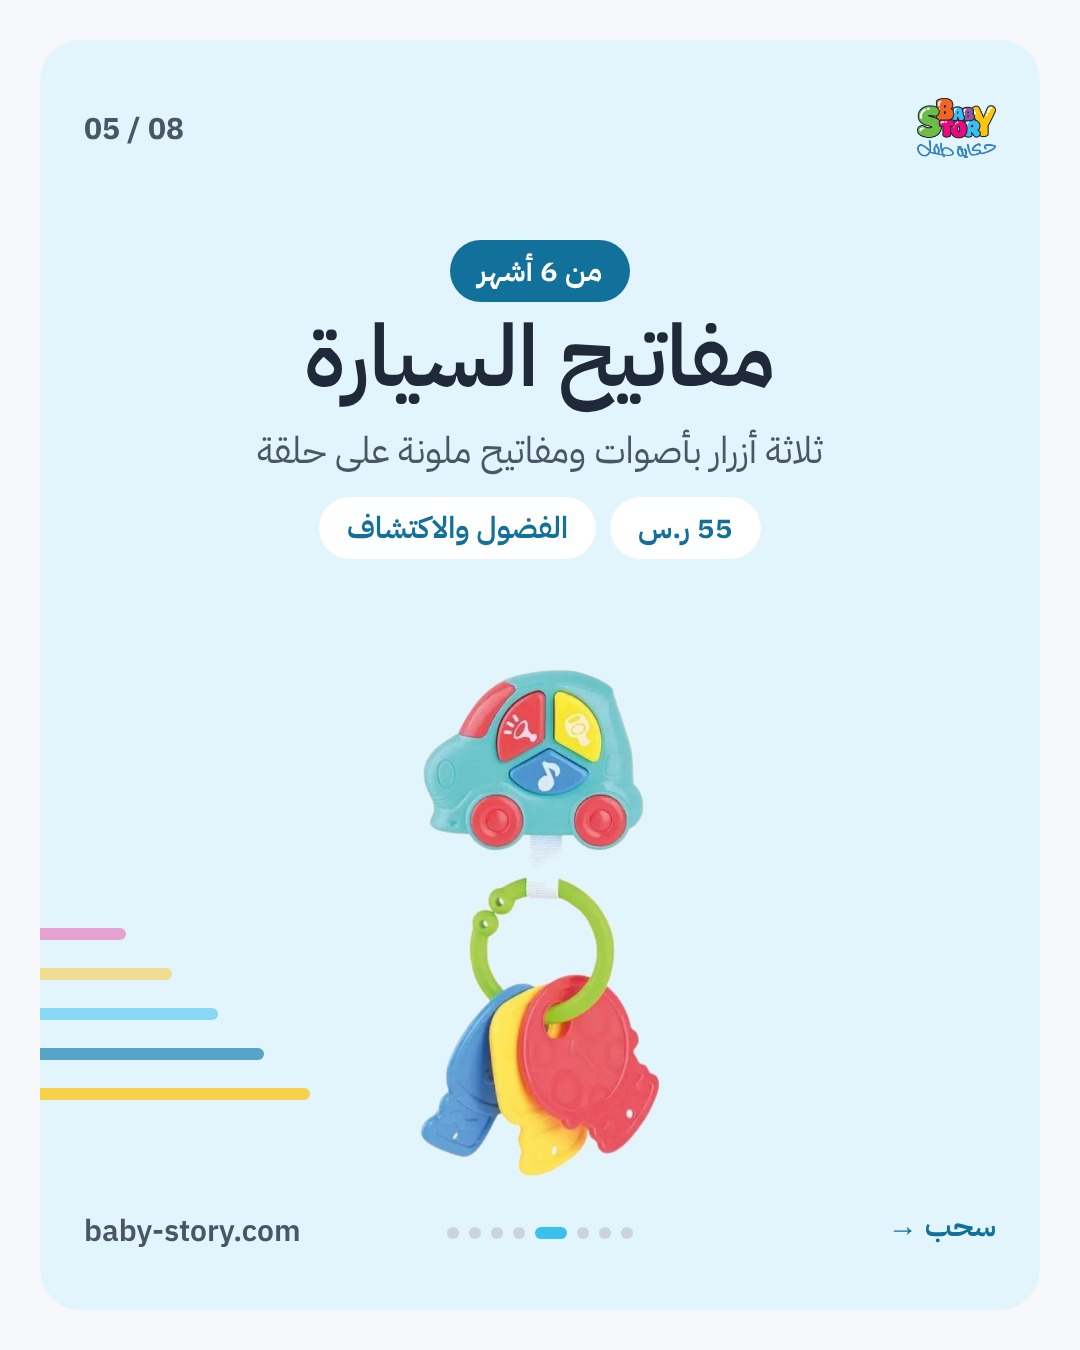 05 / 08
BABY STORY
حكاية طفل
من 6 أشهر
مفاتيح السيارة
ثلاثة أزرار بأصوات ومفاتيح ملونة على حلقة
55 ر.س
الفضول والاكتشاف
baby-story.com
سحب →